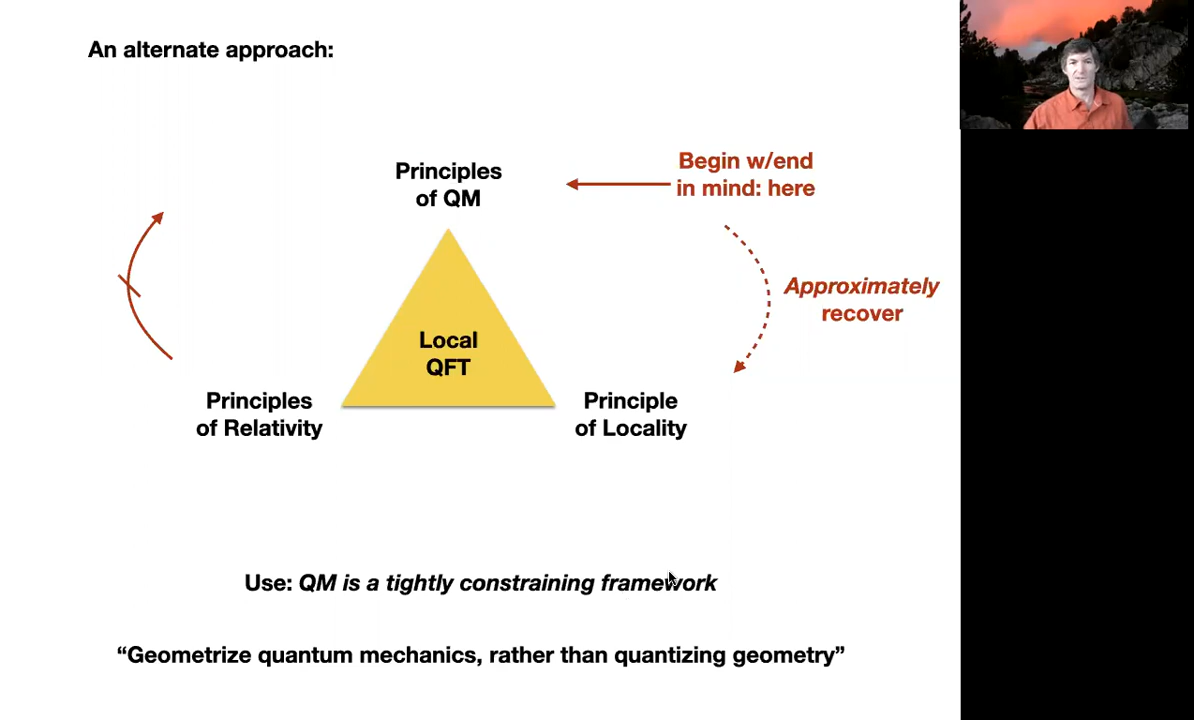 An alternate approach:
Principles
of QM
Begin w/end
in mind: here
Approximately
recover
Local
QFT
Principles
of Relativity
Principle
of Locality
Use: QM is a tightly constraining framework
“Geometrize quantum mechanics, rather than quantizing geometry”